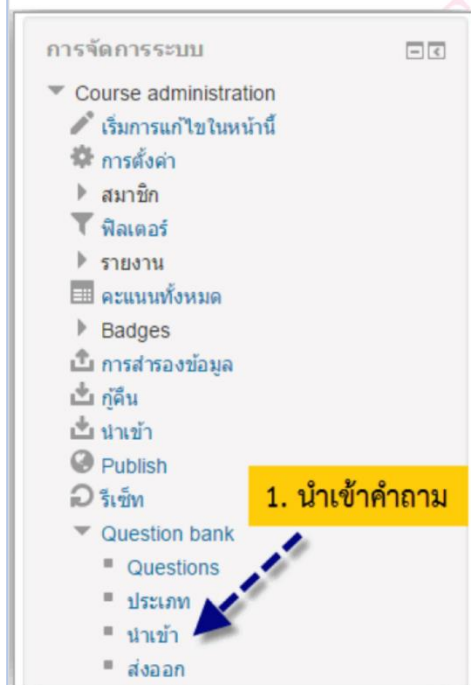 การจัดการระบบ
Course administration
เริ่มการแก้ไขในหน้านี้
การตั้งค่า
สมาชิก
ฟิลเตอร์
รายงาน
คะแนนทั้งหมด
Badges
การสำรองข้อมูล
กู้คืน
นำเข้า
Publish
รีเซ็ท
1. นำเข้าคำถาม
Question bank
Questions
ประเภท
นำเข้า
ส่งออก